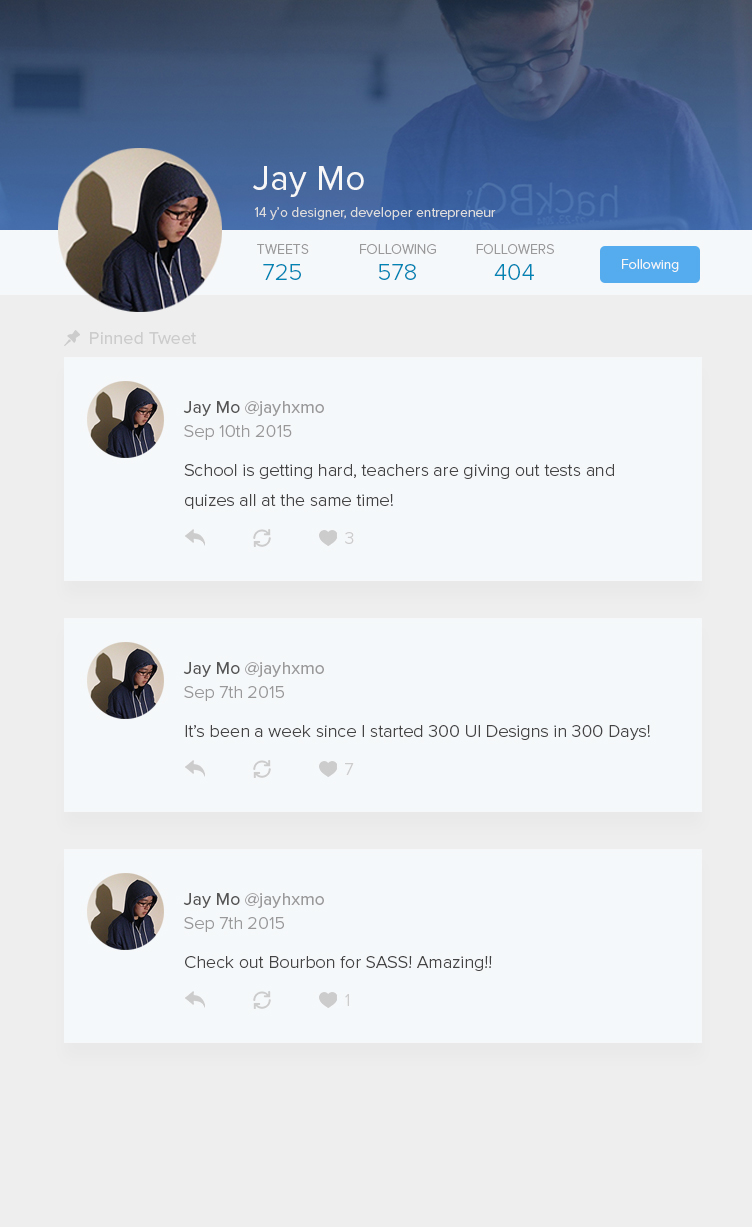 hackBCA
Jay Mo
14 y'o designer, developer entrepreneur
TWEETS
725
FOLLOWING
578
FOLLOWERS
404
Following
Pinned Tweet
Jay Mo @jayhxmo
Sep 10th 2015
School is getting hard, teachers are giving out tests and
quizes all at the same time!
3
Jay Mo @jayhxmo
Sep 7th 2015
It’s been a week since I started 300 UI Designs in 300 Days!
7
Jay Mo @jayhxmo
Sep 7th 2015
Check out Bourbon for SASS! Amazing!!
1